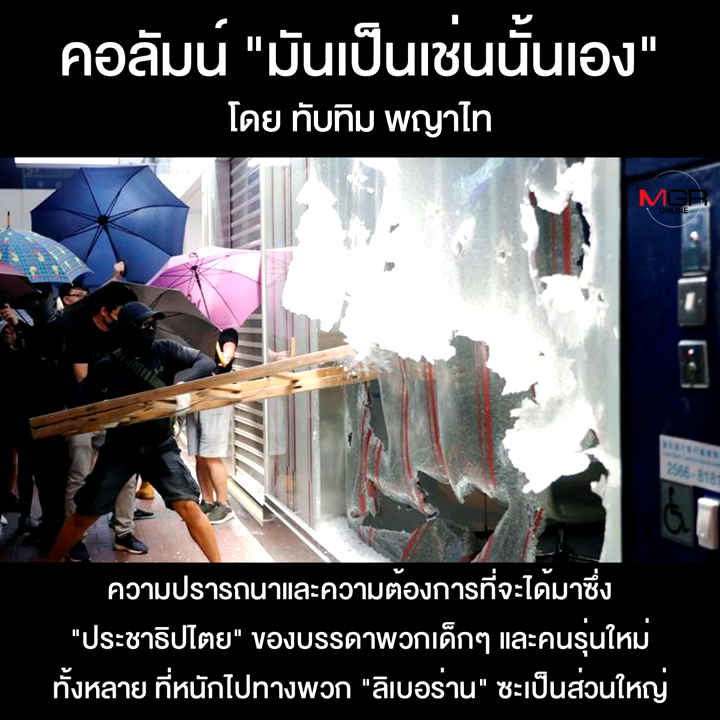 คอลัมน์ "มันเป็นเช่นนั้นเอง"
โดย ทับทิม พญาไท
MGR
ONLINE
2566-8181
ความปรารถนาและความต้องการที่จะได้มาซึ่ง
"ประชาธิปไตย" ของบรรดาพวกเด็กๆ และคนรุ่นใหม่
ทั้งหลาย ที่หนักไปทางพวก "ลิเบอร่าน" ซะเป็นส่วนใหญ่